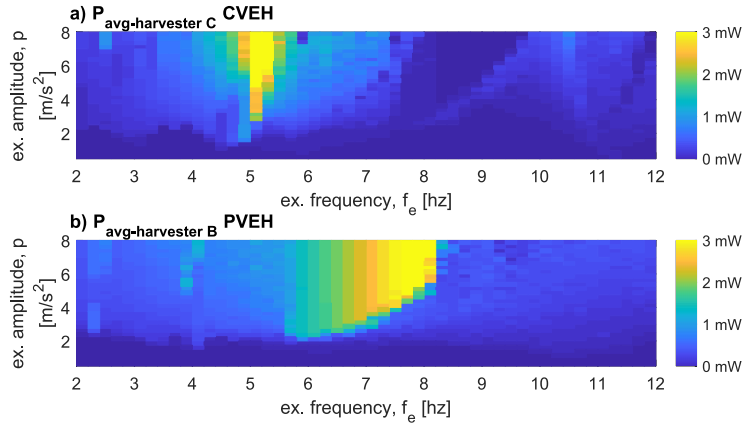 a) P avg-harvester C CVEH
8
6
4
2
ex. amplitude, p
[m/s²]
2 3 4 5 6 7 8 9 10 11 12
ex. frequency, f_e [hz]
3 mW
2 mW
1 mW
0 mW
b) P avg-harvester B PVEH
8
6
4
2
ex. amplitude, p
[m/s²]
2 3 4 5 6 7 8 9 10 11 12
ex. frequency, f_e [hz]
3 mW
2 mW
1 mW
0 mW